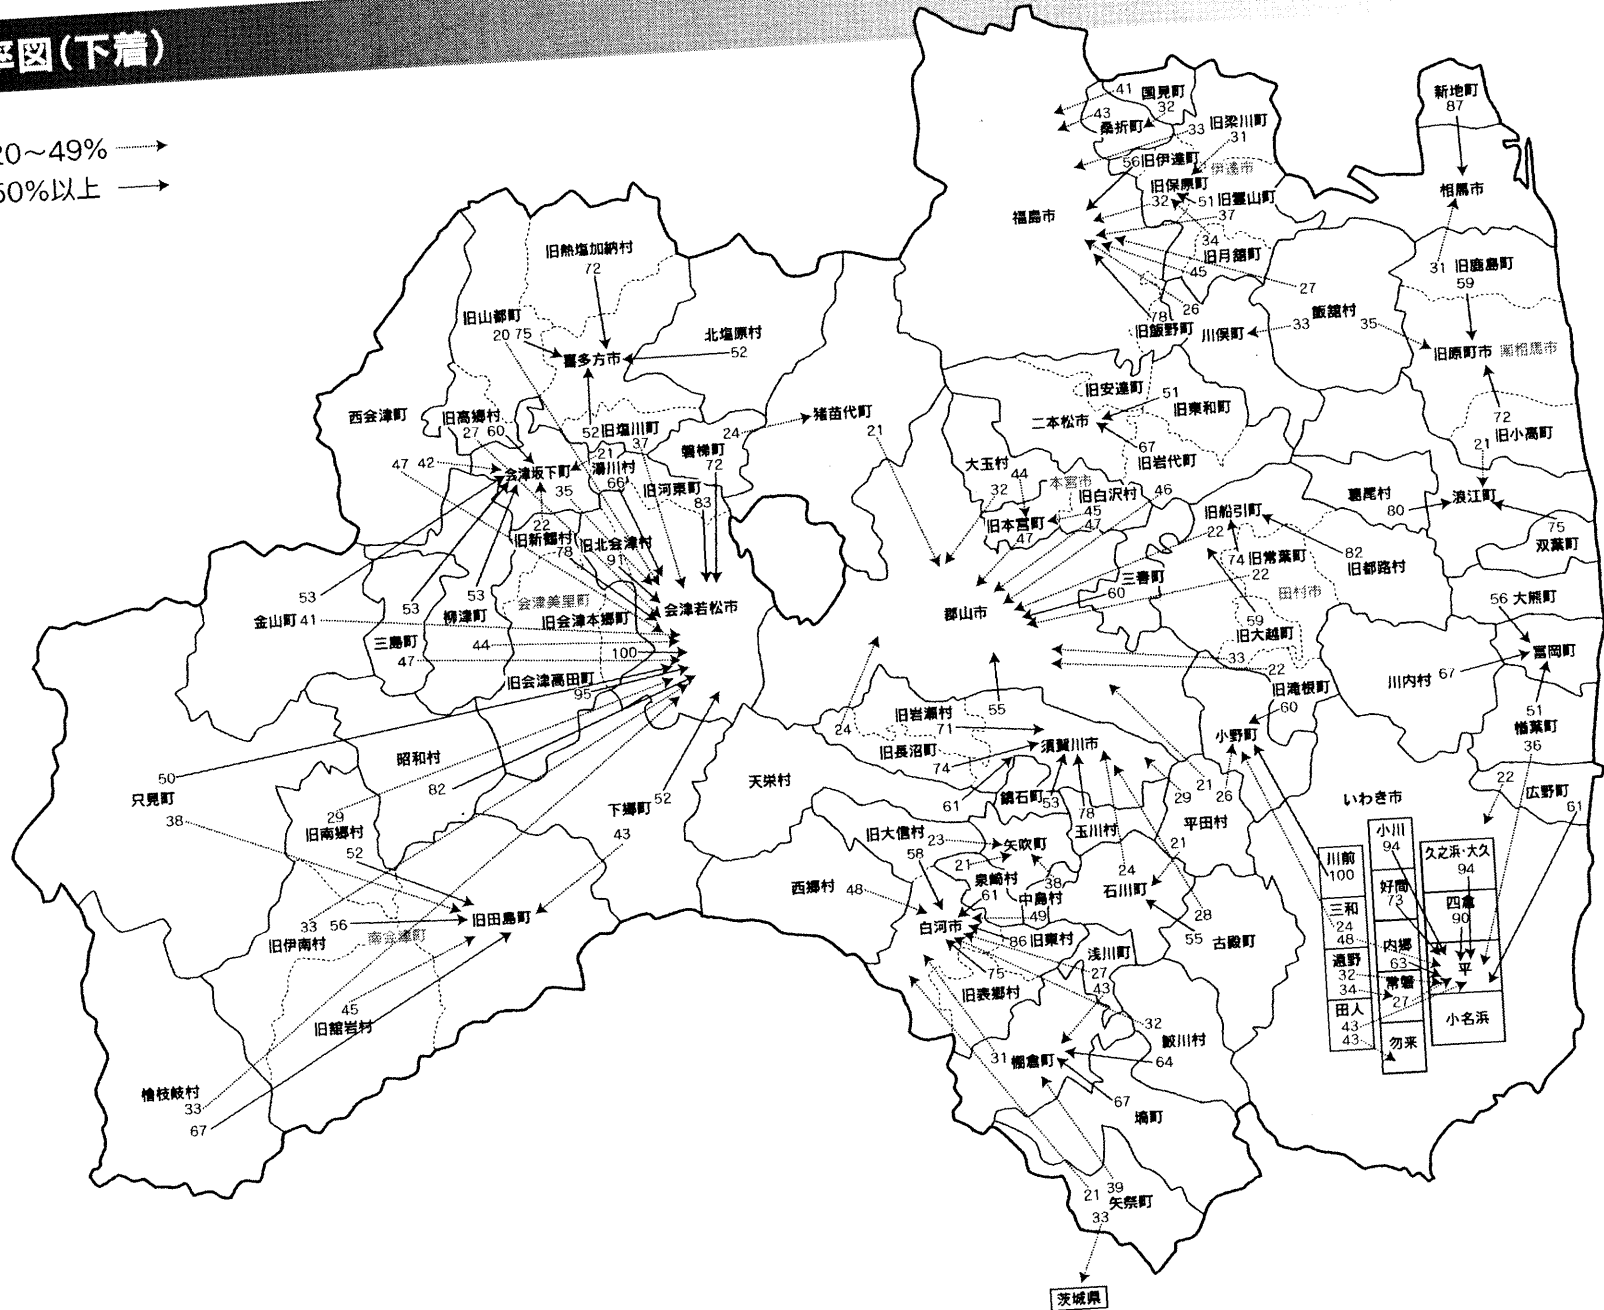 率図(下着)
20～49%
50%以上
41 国見町
32
43
桑折町
33 旧梁川町
31
56 旧伊達町
伊達市
旧保原町
32
51 旧霊山町
37
福島市
34
旧月舘町
45
27
26
78
旧飯野町
川俣町
33
飯舘村
35
新地町
87
相馬市
31 旧鹿島町
59
旧原町市 南相馬市
72
旧小高町
21
浪江町
葛尾村
80
75
双葉町
56 大熊町
富岡町
川内村 67
51
楢葉町
36
22
広野町
61
旧熱塩加納村
72
旧山都町
20 75
喜多方市
北塩原村
52
西会津町
旧高郷村
27 60
52 旧塩川町
37
21
湯川村
66
47 42
会津坂下町
35
磐梯町
72
24
猪苗代町
21
旧河東町
83
22
旧新鶴村
78
旧北会津村
91
会津美里町
旧会津本郷町
100
会津若松市
53
金山町 41
53
三島町
47
53
柳津町
44
旧会津高田町
95
50
只見町
38
昭和村
82
29
旧南郷村
52
下郷町 52
43
33
旧伊南村
56
南会津町
旧田島町
45
旧舘岩村
檜枝岐村
33
67
旧安達町
51
旧東和町
二本松市
67
旧岩代町
大玉村
44
32
本宮市
旧白沢村
45
47
旧本宮町
47
46
旧船引町
22
74 旧常葉町
22
82
旧都路村
田村市
三春町
60
59
旧大越町
33
22
旧滝根町
60
小野町
郡山市
24
55
旧岩瀬村
71
旧長沼町
74
須賀川市
61
鏡石町
53
78
玉川村
29
21
26
平田村
21
天栄村
西郷村 48
旧大信村
58
23
矢吹町
21
泉崎村
61
38
中島村
49
24
石川町
28
55
古殿町
白河市
86 旧東村
75
旧表郷村
浅川町
27
43
32
鮫川村
64
31
棚倉町
67
塙町
39
21
矢祭町
33
茨城県
いわき市
川前
100
三和
24
48
遠野
32
34
田人
43
43
小川
94
好間
73
内郷
63
常磐
27
勿来
久之浜・大久
94
四倉
90
平
小名浜